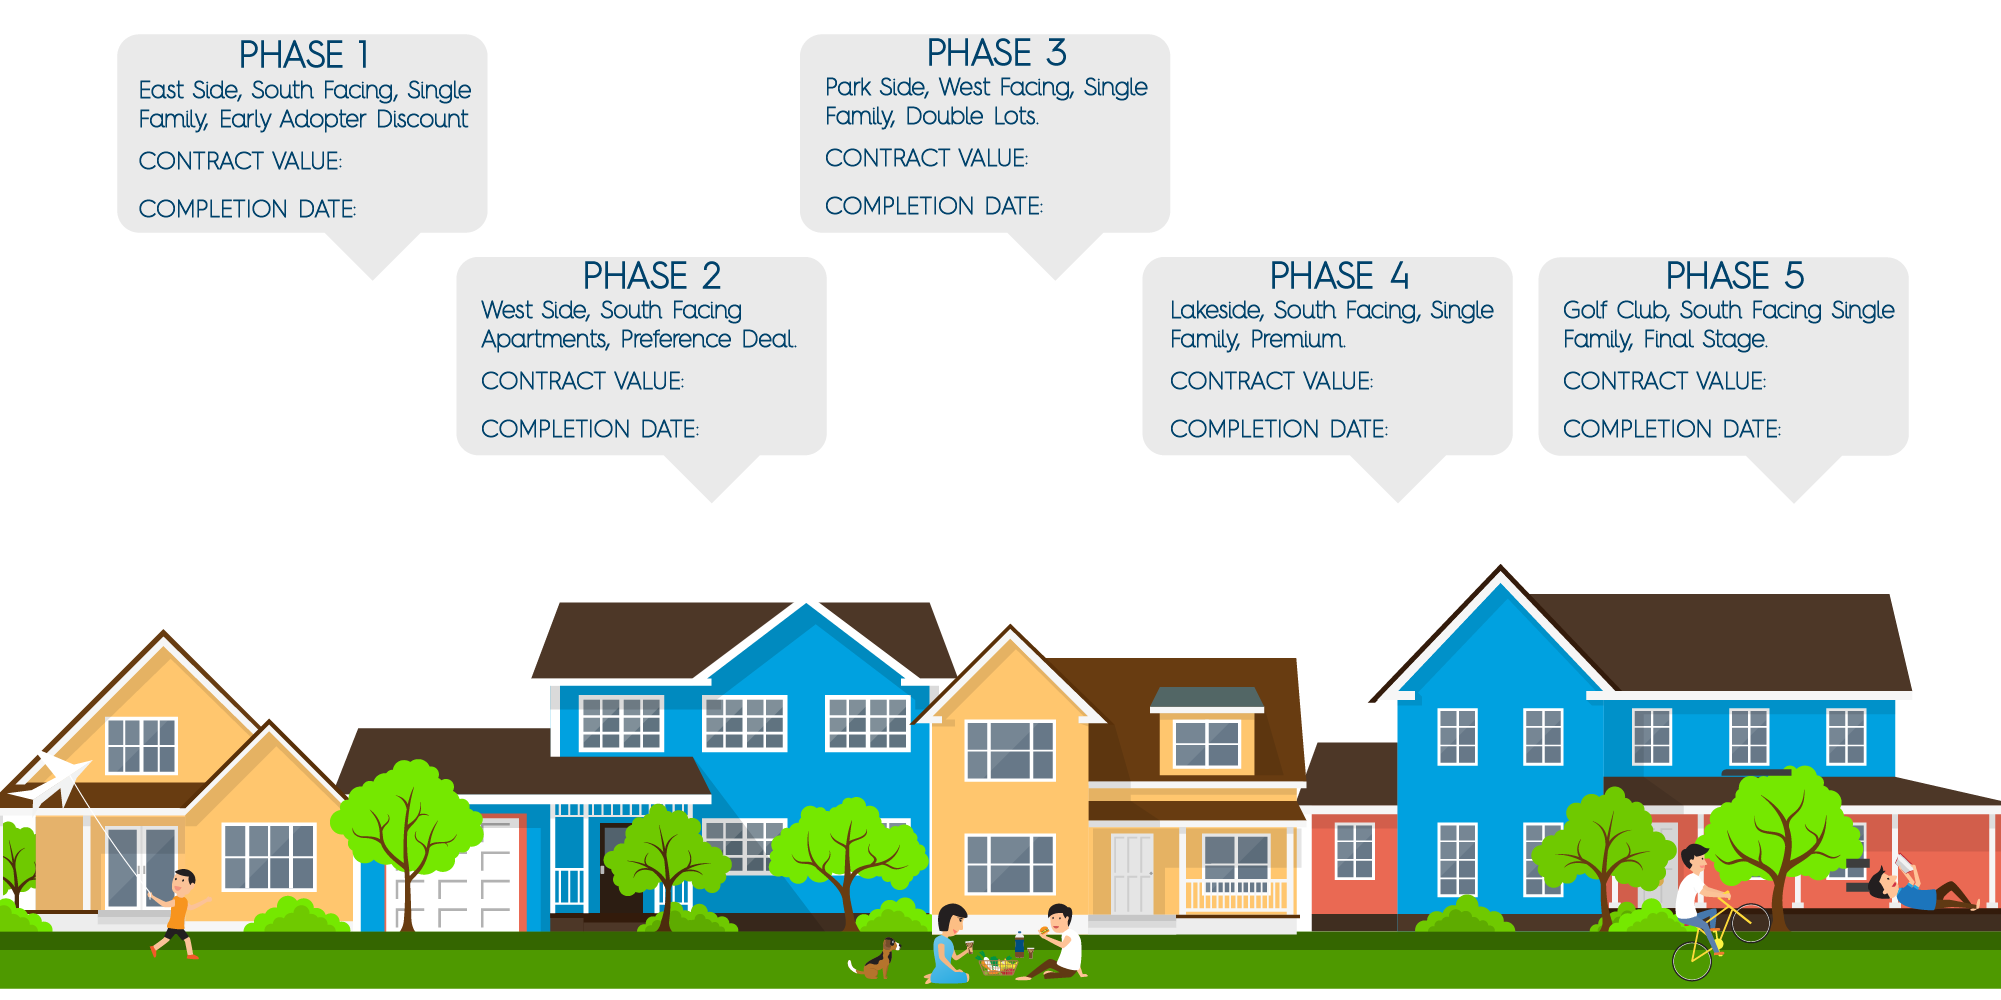 PHASE 1
East Side, South Facing, Single
Family, Early Adopter Discount
CONTRACT VALUE:
COMPLETION DATE:
PHASE 2
West Side, South Facing
Apartments, Preference Deal.
CONTRACT VALUE:
COMPLETION DATE:
PHASE 3
Park Side, West Facing, Single
Family, Double Lots.
CONTRACT VALUE:
COMPLETION DATE:
PHASE 4
Lakeside, South Facing, Single
Family, Premium.
CONTRACT VALUE:
COMPLETION DATE:
PHASE 5
Golf Club, South Facing Single
Family, Final Stage.
CONTRACT VALUE:
COMPLETION DATE: